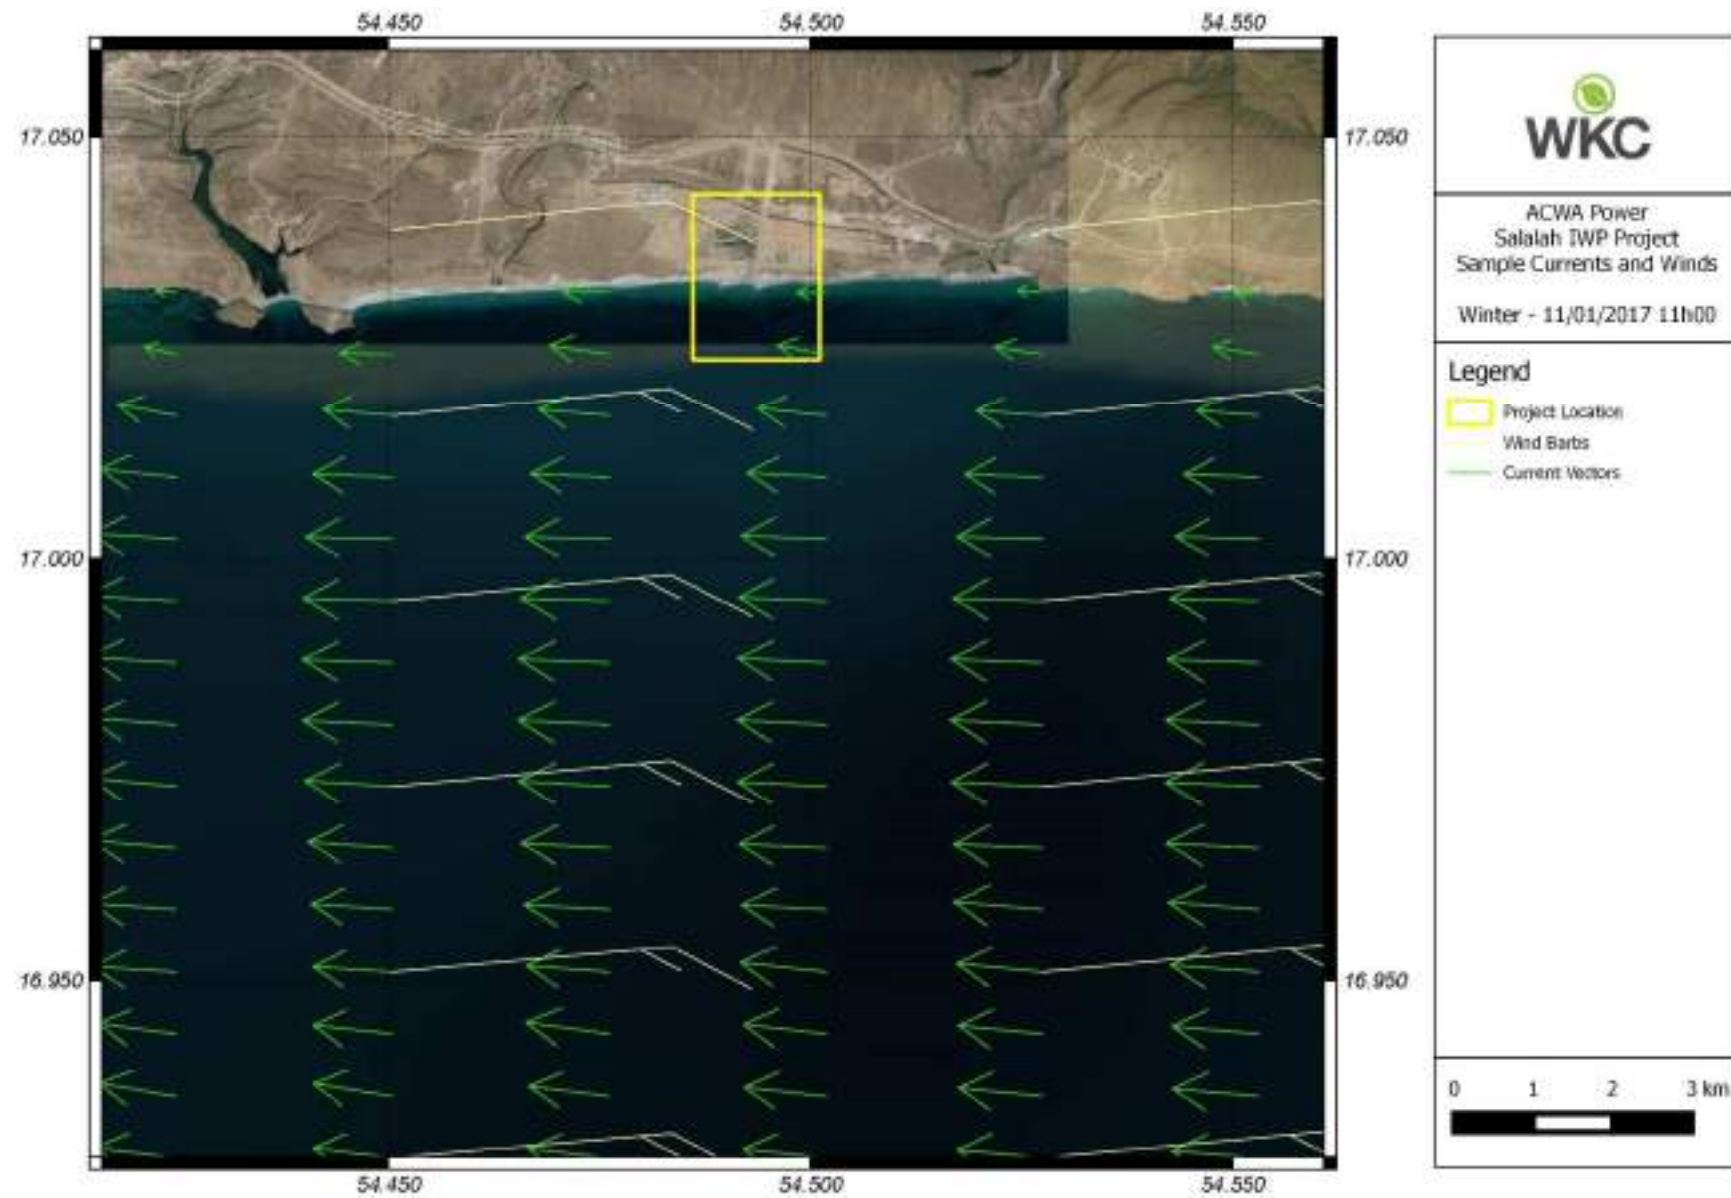 54.450 54.500 54.550
17.050 17.050
17.000 17.000
16.950 16.950
54.450 54.500 54.550
WKC
ACWA Power
Salalah IWP Project
Sample Currents and Winds
Winter - 11/01/2017 11h00
Legend
Project Location
Wind Barbs
Current Vectors
0 1 2 3 km